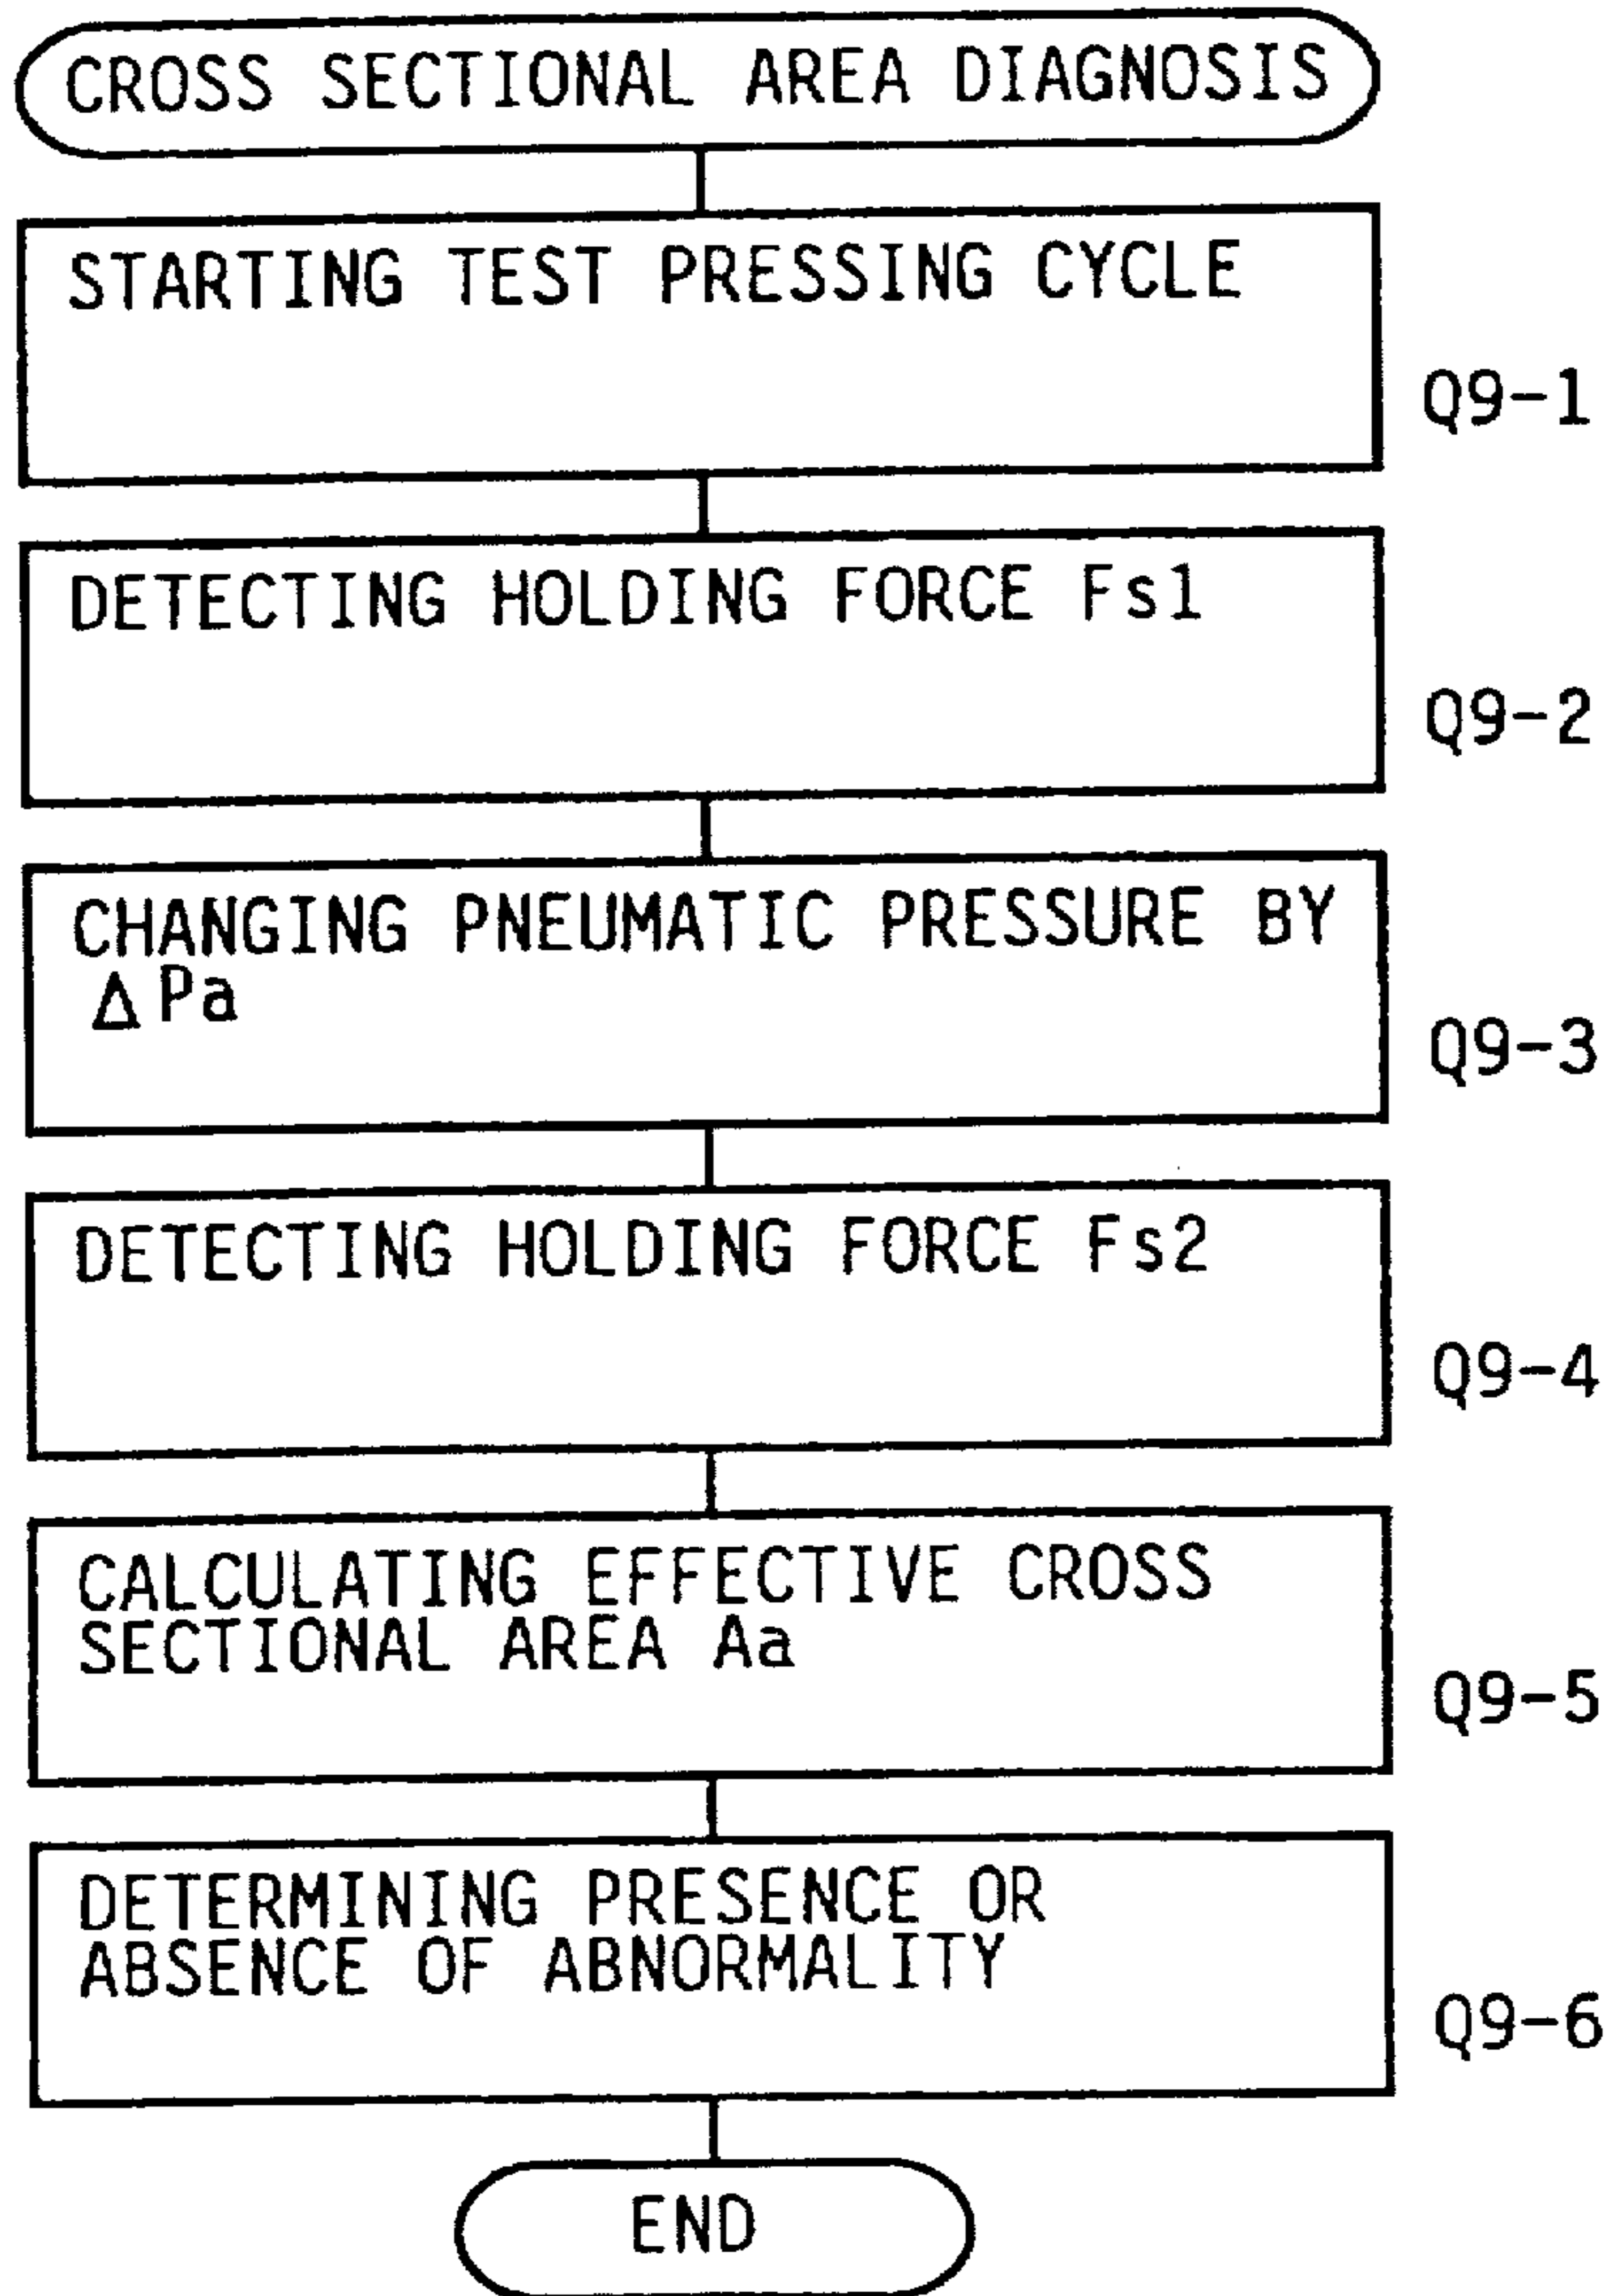 CROSS SECTIONAL AREA DIAGNOSIS
STARTING TEST PRESSING CYCLE
Q9-1
DETECTING HOLDING FORCE Fs1
Q9-2
CHANGING PNEUMATIC PRESSURE BY
ΔPa
Q9-3
DETECTING HOLDING FORCE Fs2
Q9-4
CALCULATING EFFECTIVE CROSS
SECTIONAL AREA Aa
Q9-5
DETERMINING PRESENCE OR
ABSENCE OF ABNORMALITY
Q9-6
END